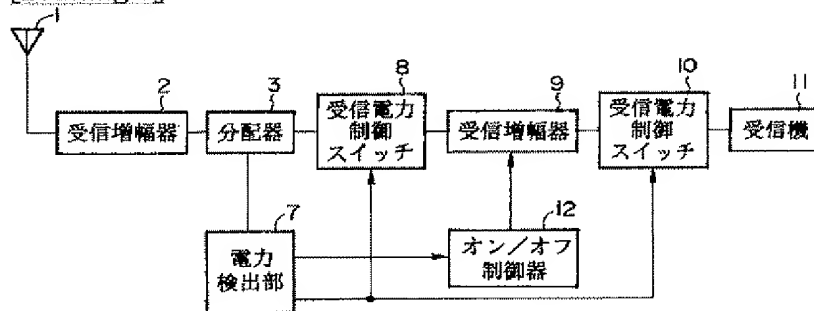 1
2
受信増幅器
3
分配器
8
受信電力
制御
スイッチ
9
受信増幅器
10
受信電力
制御
スイッチ
11
受信機
7
電力
検出部
12
オン/オフ
制御器